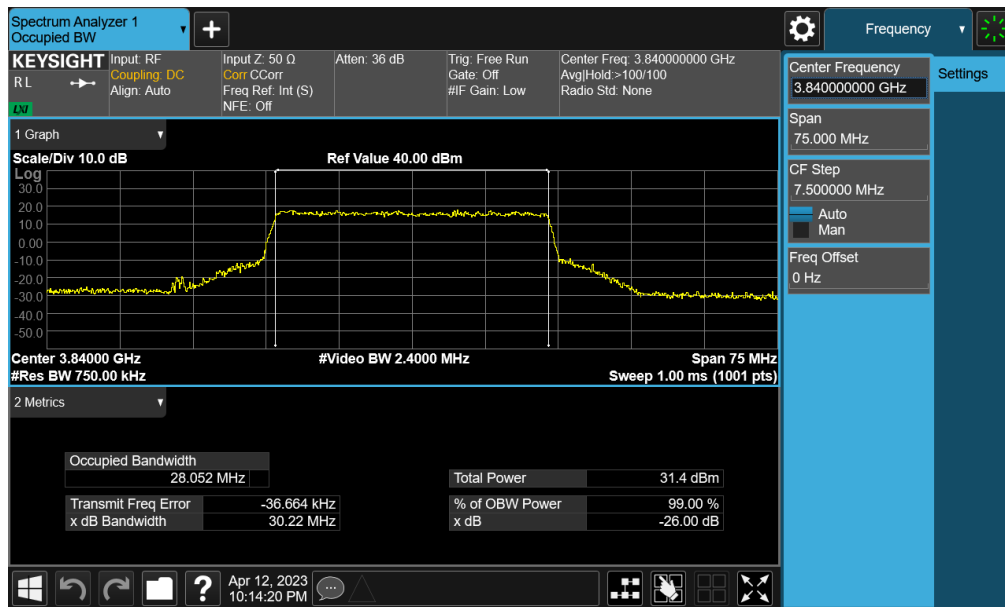 Spectrum Analyzer 1
Occupied BW
Frequency
KEYSIGHT
RL
LXI
Input: RF
Coupling: DC
Align: Auto
Input Z: 50 Ω
Corr CCorr
Freq Ref: Int (S)
NFE: Off
Atten: 36 dB
Trig: Free Run
Gate: Off
#IF Gain: Low
Center Freq: 3.840000000 GHz
Avg|Hold:>100/100
Radio Std: None
Center Frequency
3.840000000 GHz
Settings
Span
75.000 MHz
CF Step
7.500000 MHz
Auto
Man
Freq Offset
0 Hz
1 Graph
Scale/Div 10.0 dB
Ref Value 40.00 dBm
Log
30.0
20.0
10.0
0.00
-10.0
-20.0
-30.0
-40.0
-50.0
Center 3.84000 GHz
#Video BW 2.4000 MHz
Span 75 MHz
#Res BW 750.00 kHz
Sweep 1.00 ms (1001 pts)
2 Metrics
Occupied Bandwidth
28.052 MHz
Total Power 31.4 dBm
Transmit Freq Error -36.664 kHz
% of OBW Power 99.00 %
x dB Bandwidth 30.22 MHz
x dB -26.00 dB
Apr 12, 2023
10:14:20 PM